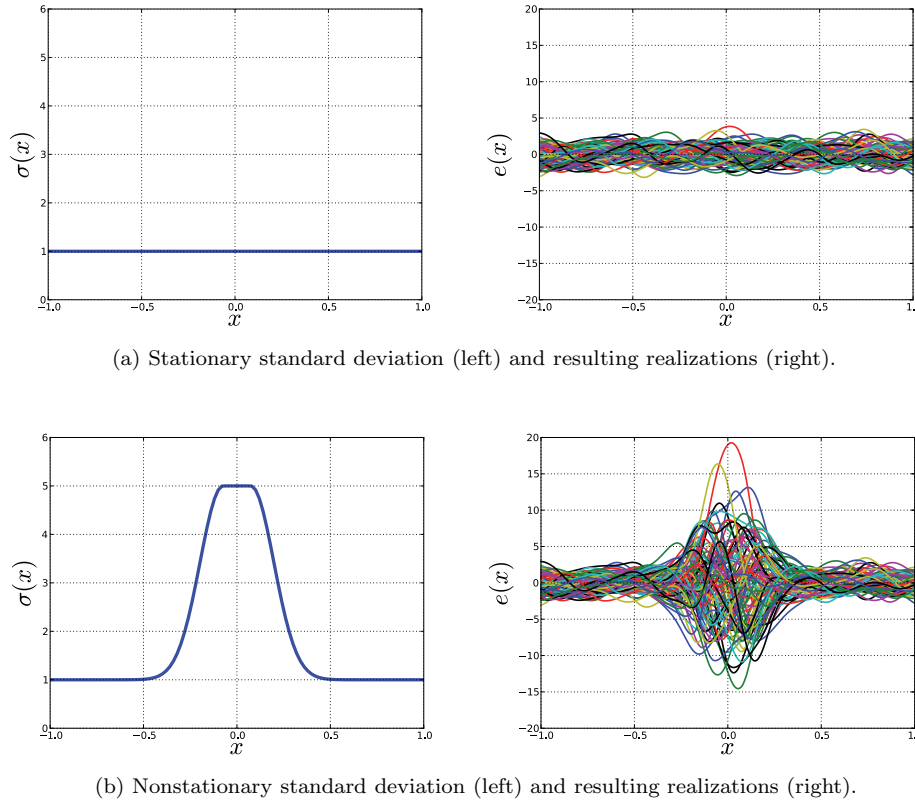 6
5
4
3
2
1
0
σ(x)
−1.0 −0.5 0.0 0.5 1.0
x
20
15
10
5
0
−5
−10
−15
−20
e(x)
−1.0 −0.5 0.0 0.5 1.
x
(a) Stationary standard deviation (left) and resulting realizations (right).
6
5
4
3
2
1
0
σ(x)
−1.0 −0.5 0.0 0.5 1.0
x
20
15
10
5
0
−5
−10
−15
−20
e(x)
−1.0 −0.5 0.0 0.5 1.
x
(b) Nonstationary standard deviation (left) and resulting realizations (right).